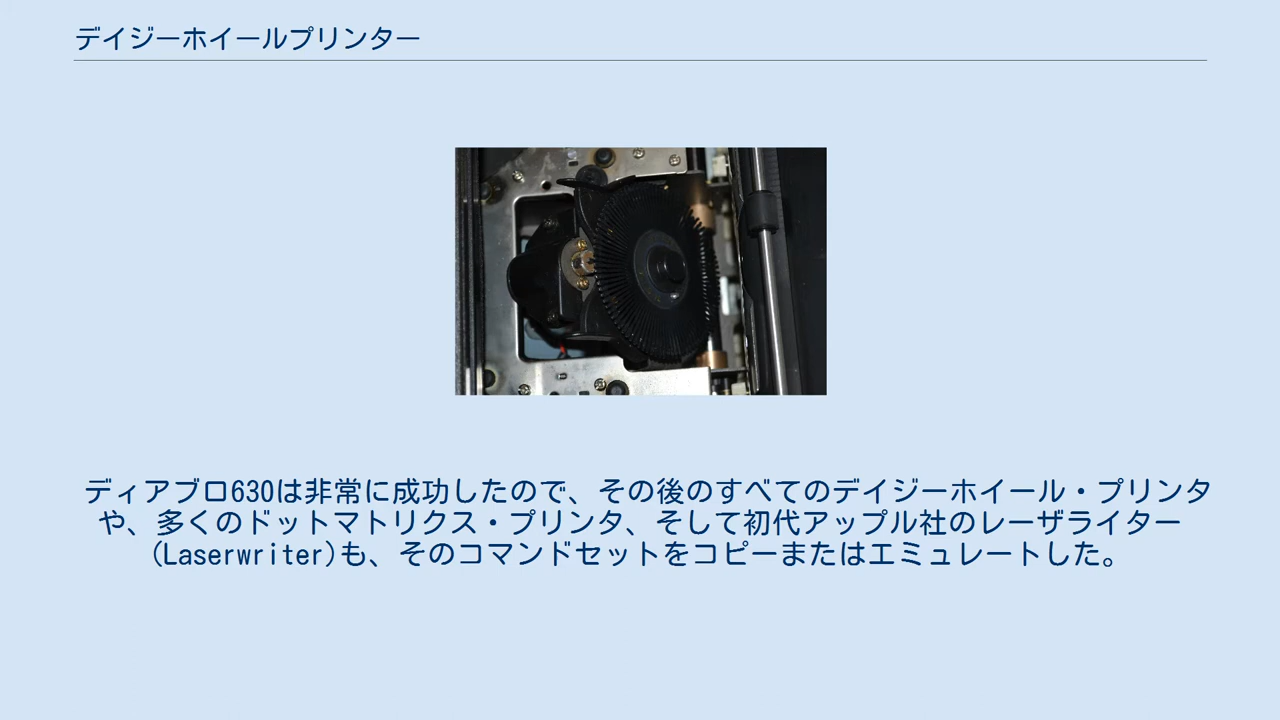 デイジーホイールプリンター
ディアブロ630は非常に成功したので、その後のすべてのデイジーホイール・プリンタ
や、多くのドットマトリクス・プリンタ、そして初代アップル社のレーザライター
(Laserwriter)も、そのコマンドセットをコピーまたはエミュレートした。